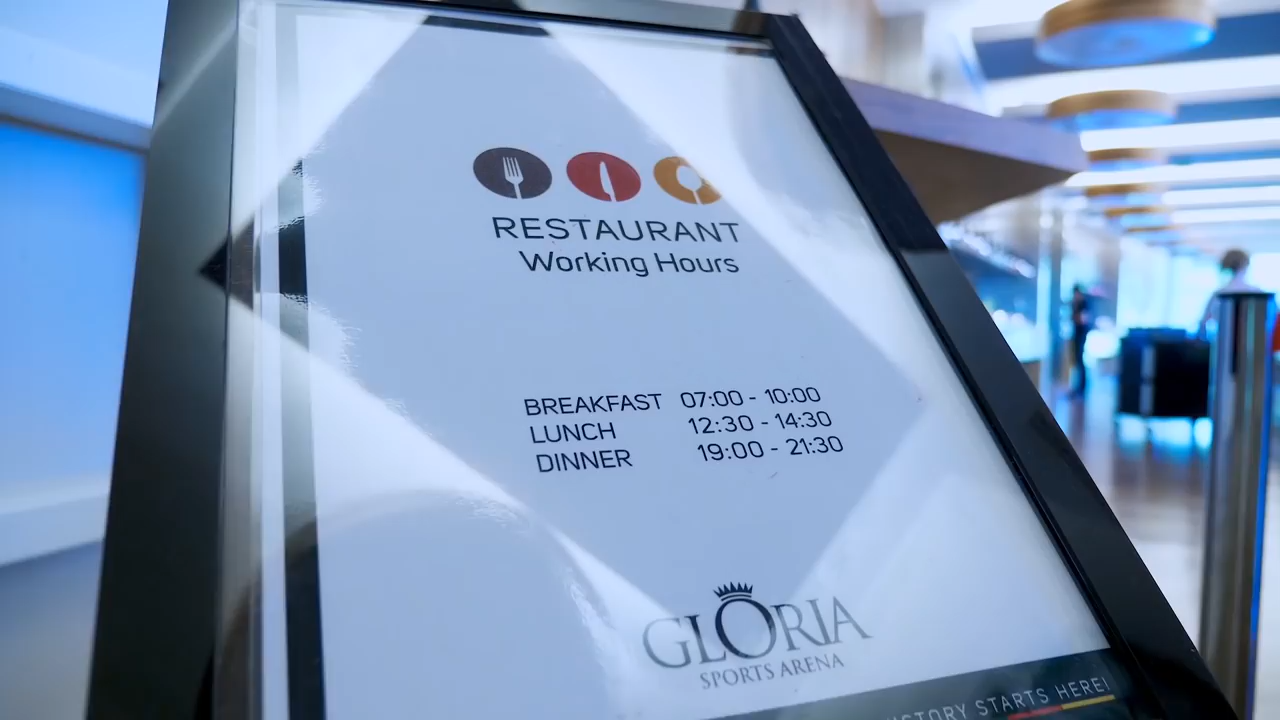 RESTAURANT
Working Hours
BREAKFAST 07:00 - 10:00
LUNCH 12:30 - 14:30
DINNER 19:00 - 21:30
GLORIA
SPORTS ARENA
STARTS HERE!